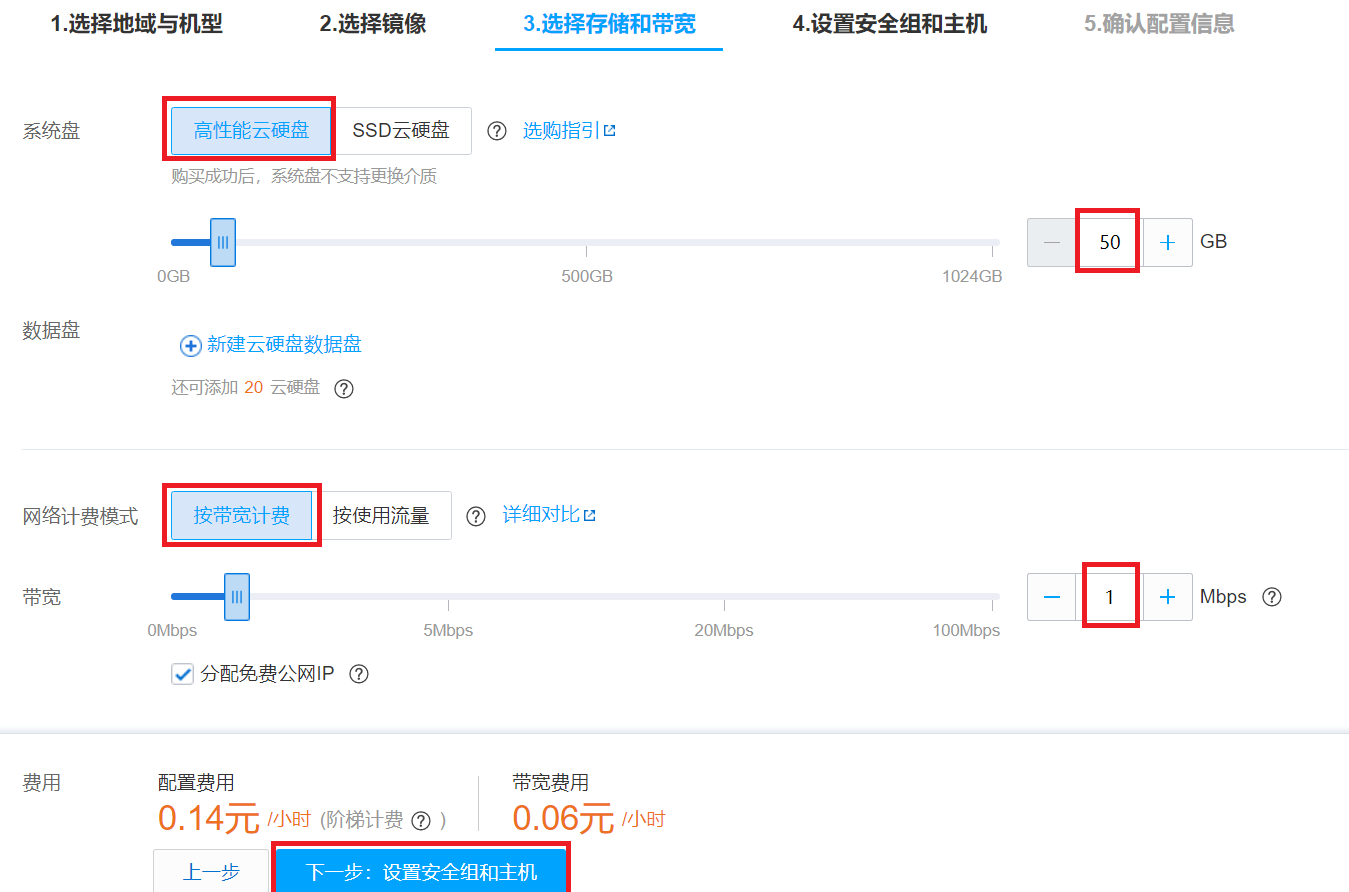 1.选择地域与机型 2.选择镜像 3.选择存储和带宽 4.设置安全组和主机 5.确认配置信息
系统盘 高性能云硬盘 SSD云硬盘 ? 选购指引
购买成功后，系统盘不支持更换介质
50 GB
0GB 500GB 1024GB
数据盘
新建云硬盘数据盘
还可添加 20 云硬盘 ?
网络计费模式 按带宽计费 按使用流量 ? 详细对比
带宽 1 Mbps ?
0Mbps 5Mbps 20Mbps 100Mbps
分配免费公网IP ?
费用 配置费用 带宽费用
0.14元 /小时 (阶梯计费 ? ) 0.06元 /小时
上一步 下一步：设置安全组和主机